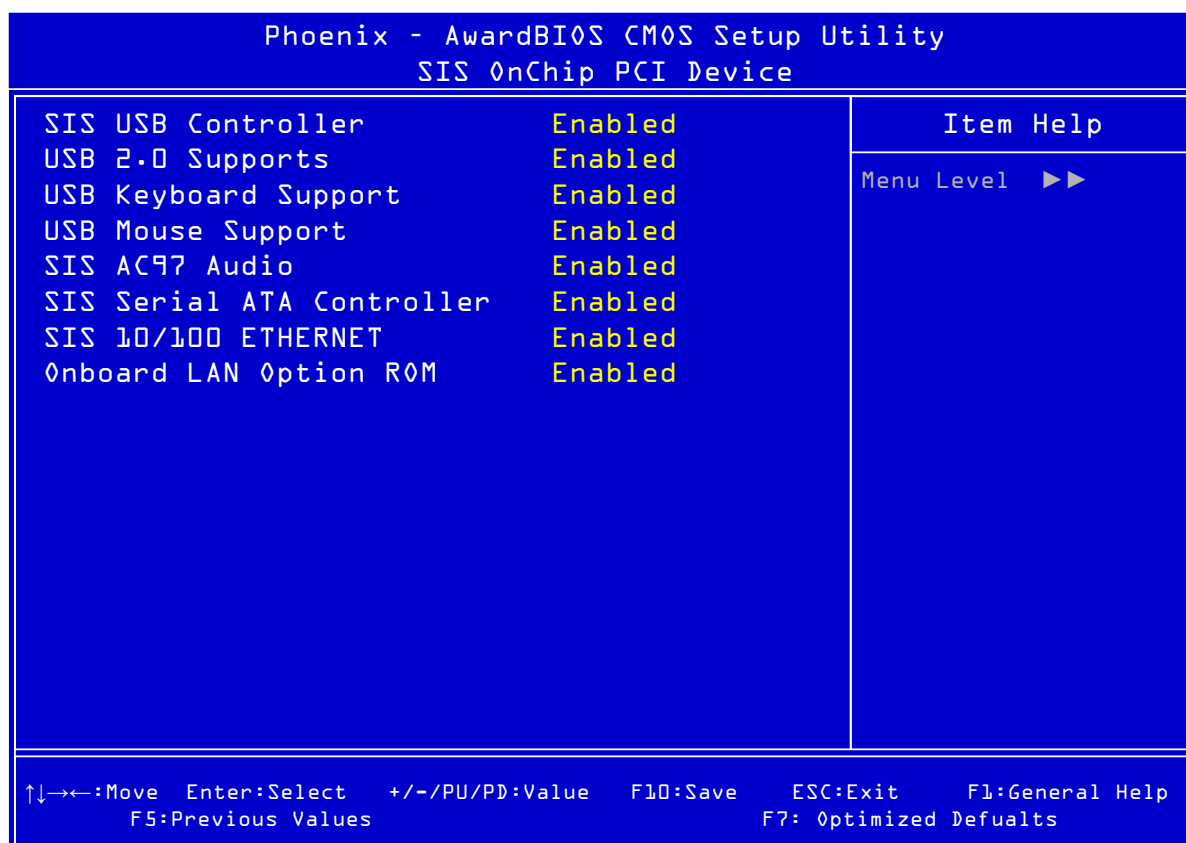 Phoenix - AwardBIOS CMOS Setup Utility
SIS OnChip PCI Device
SIS USB Controller Enabled
USB 2.0 Supports Enabled
USB Keyboard Support Enabled
USB Mouse Support Enabled
SIS AC97 Audio Enabled
SIS Serial ATA Controller Enabled
SIS 10/100 ETHERNET Enabled
Onboard LAN Option ROM Enabled
Item Help
Menu Level ►►
↑↓→←:Move Enter:Select +/-/PU/PD:Value F10:Save ESC:Exit F1:General Help
F5:Previous Values F7: Optimized Defualts